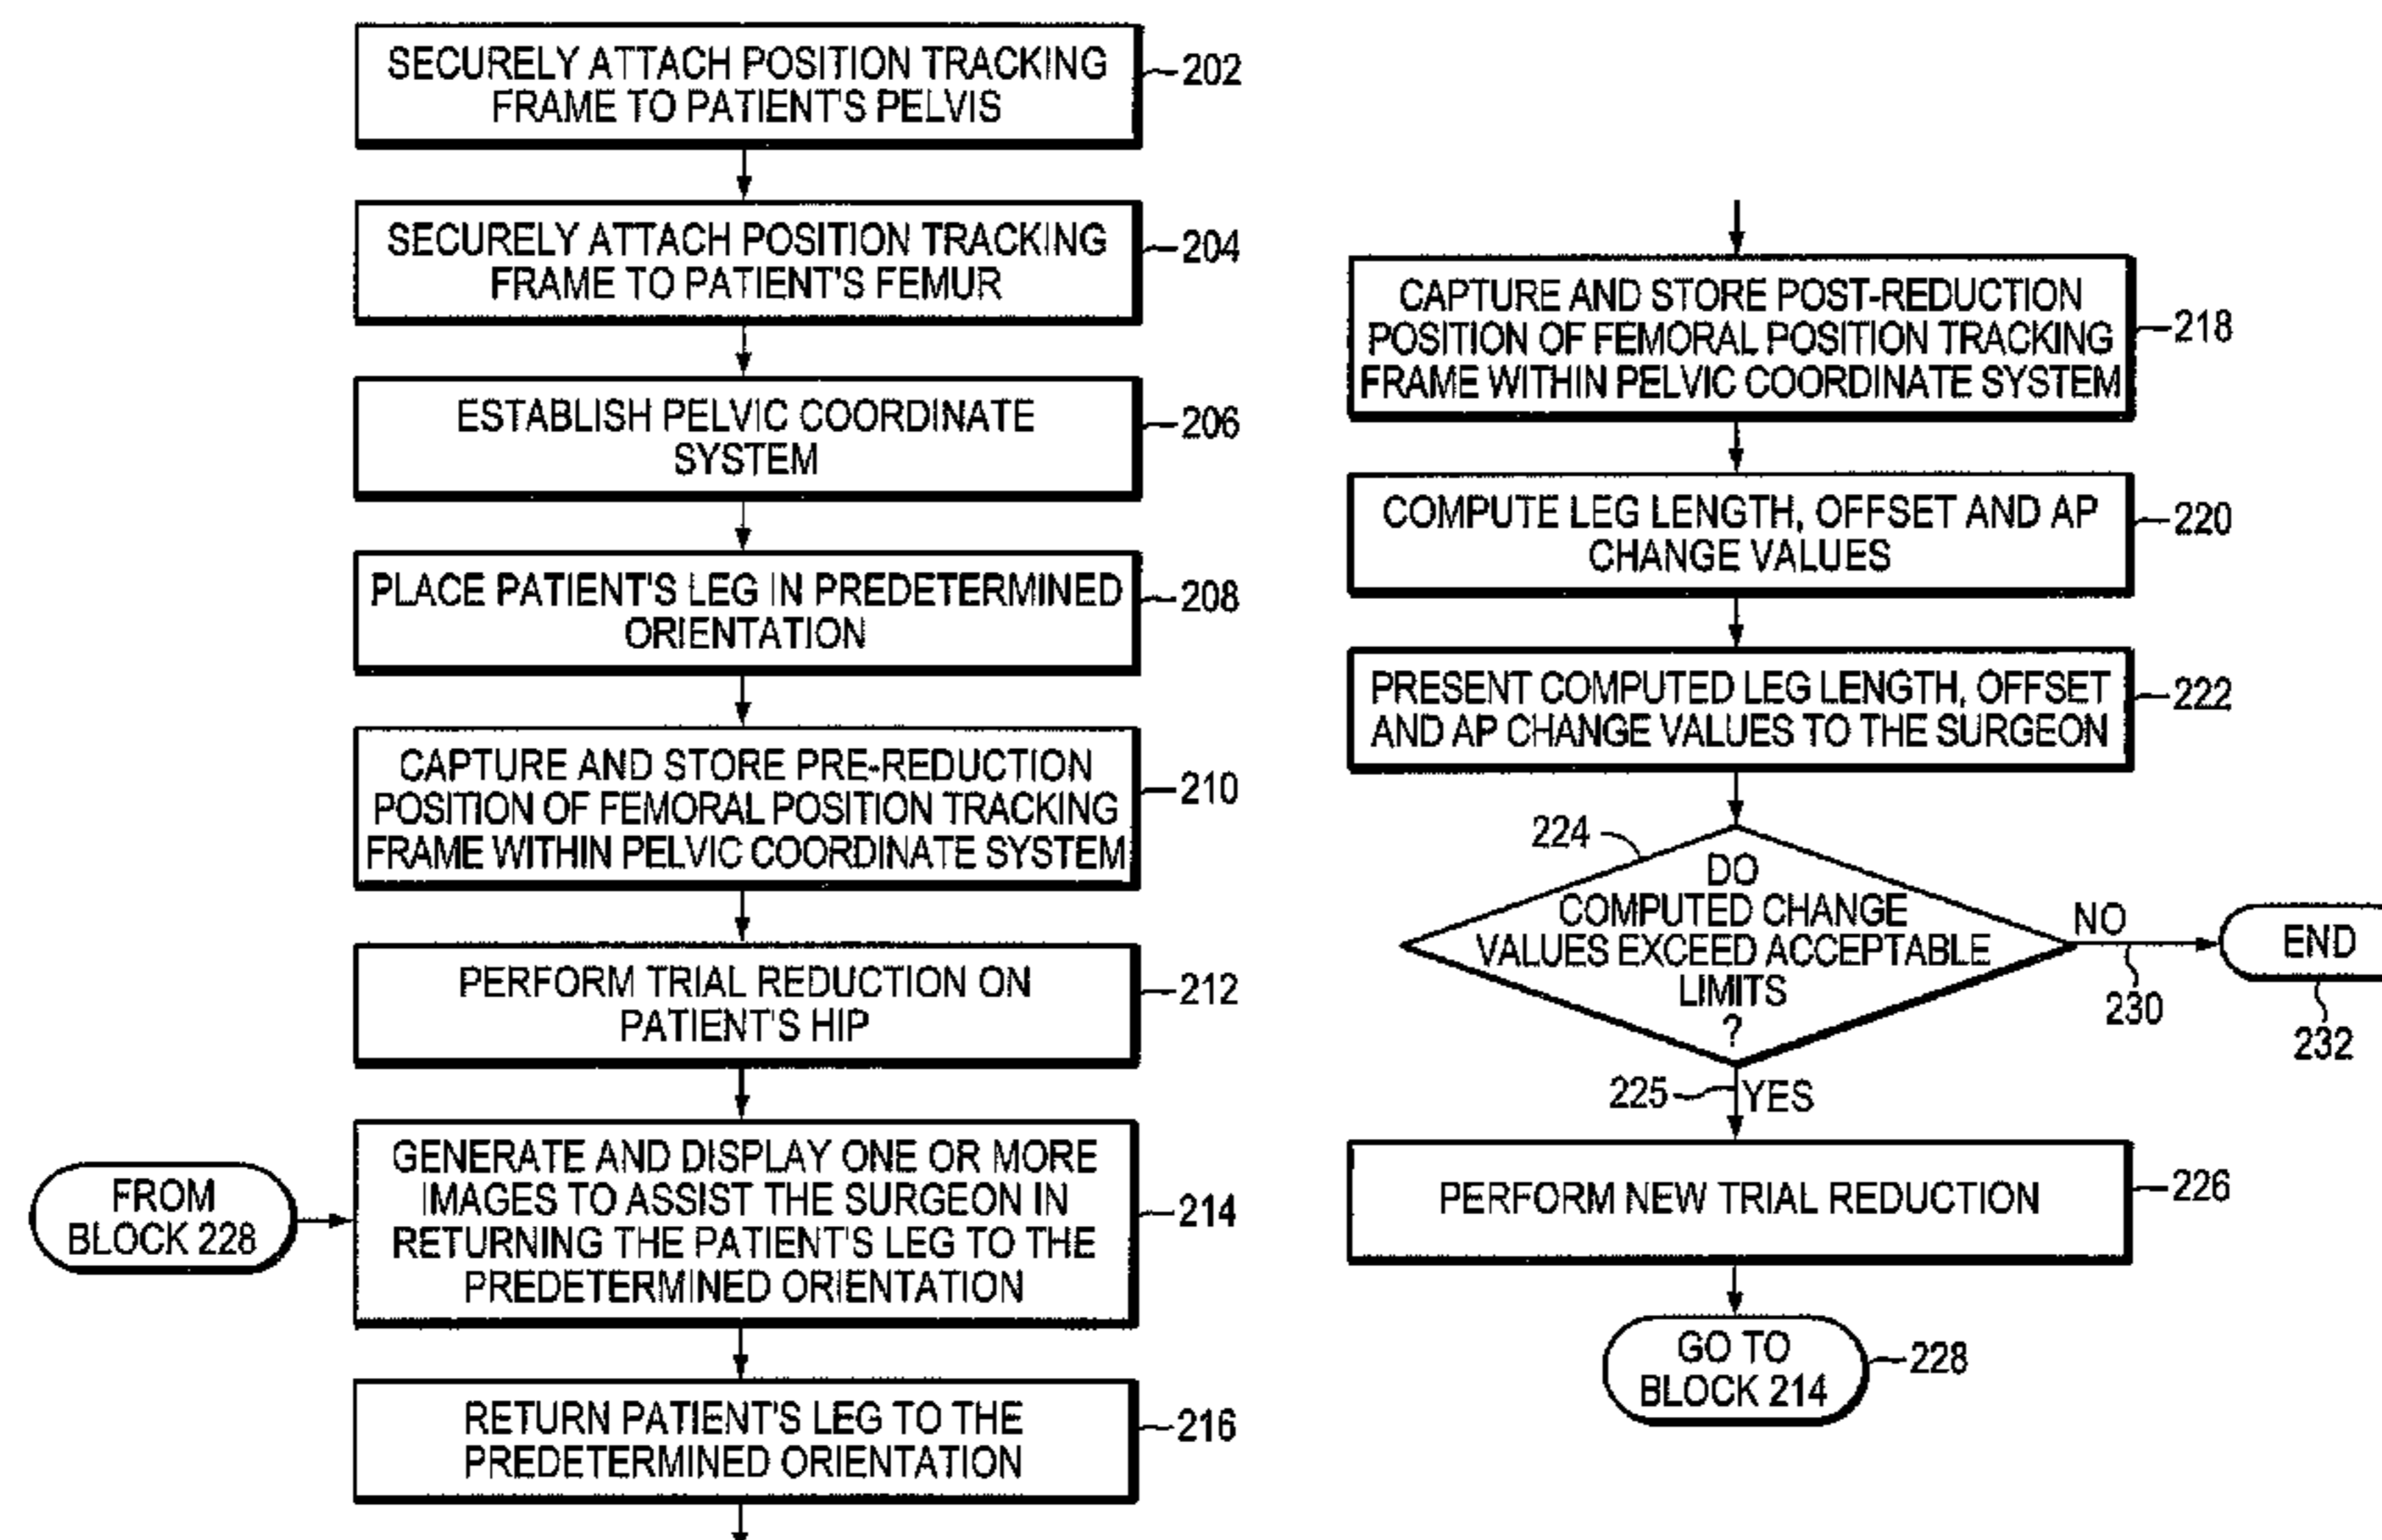 SECURELY ATTACH POSITION TRACKING
FRAME TO PATIENT'S PELVIS
202
SECURELY ATTACH POSITION TRACKING
FRAME TO PATIENT'S FEMUR
204
ESTABLISH PELVIC COORDINATE
SYSTEM
206
PLACE PATIENT'S LEG IN PREDETERMINED
ORIENTATION
208
CAPTURE AND STORE PRE-REDUCTION
POSITION OF FEMORAL POSITION TRACKING
FRAME WITHIN PELVIC COORDINATE SYSTEM
210
PERFORM TRIAL REDUCTION ON
PATIENT'S HIP
212
FROM
BLOCK 228
GENERATE AND DISPLAY ONE OR MORE
IMAGES TO ASSIST THE SURGEON IN
RETURNING THE PATIENT'S LEG TO THE
PREDETERMINED ORIENTATION
214
RETURN PATIENT'S LEG TO THE
PREDETERMINED ORIENTATION
216
CAPTURE AND STORE POST-REDUCTION
POSITION OF FEMORAL POSITION TRACKING
FRAME WITHIN PELVIC COORDINATE SYSTEM
218
COMPUTE LEG LENGTH, OFFSET AND AP
CHANGE VALUES
220
PRESENT COMPUTED LEG LENGTH, OFFSET
AND AP CHANGE VALUES TO THE SURGEON
222
224
DO
COMPUTED CHANGE
VALUES EXCEED ACCEPTABLE
LIMITS
?
NO
230
END
232
225
YES
PERFORM NEW TRIAL REDUCTION
226
GO TO
BLOCK 214
228